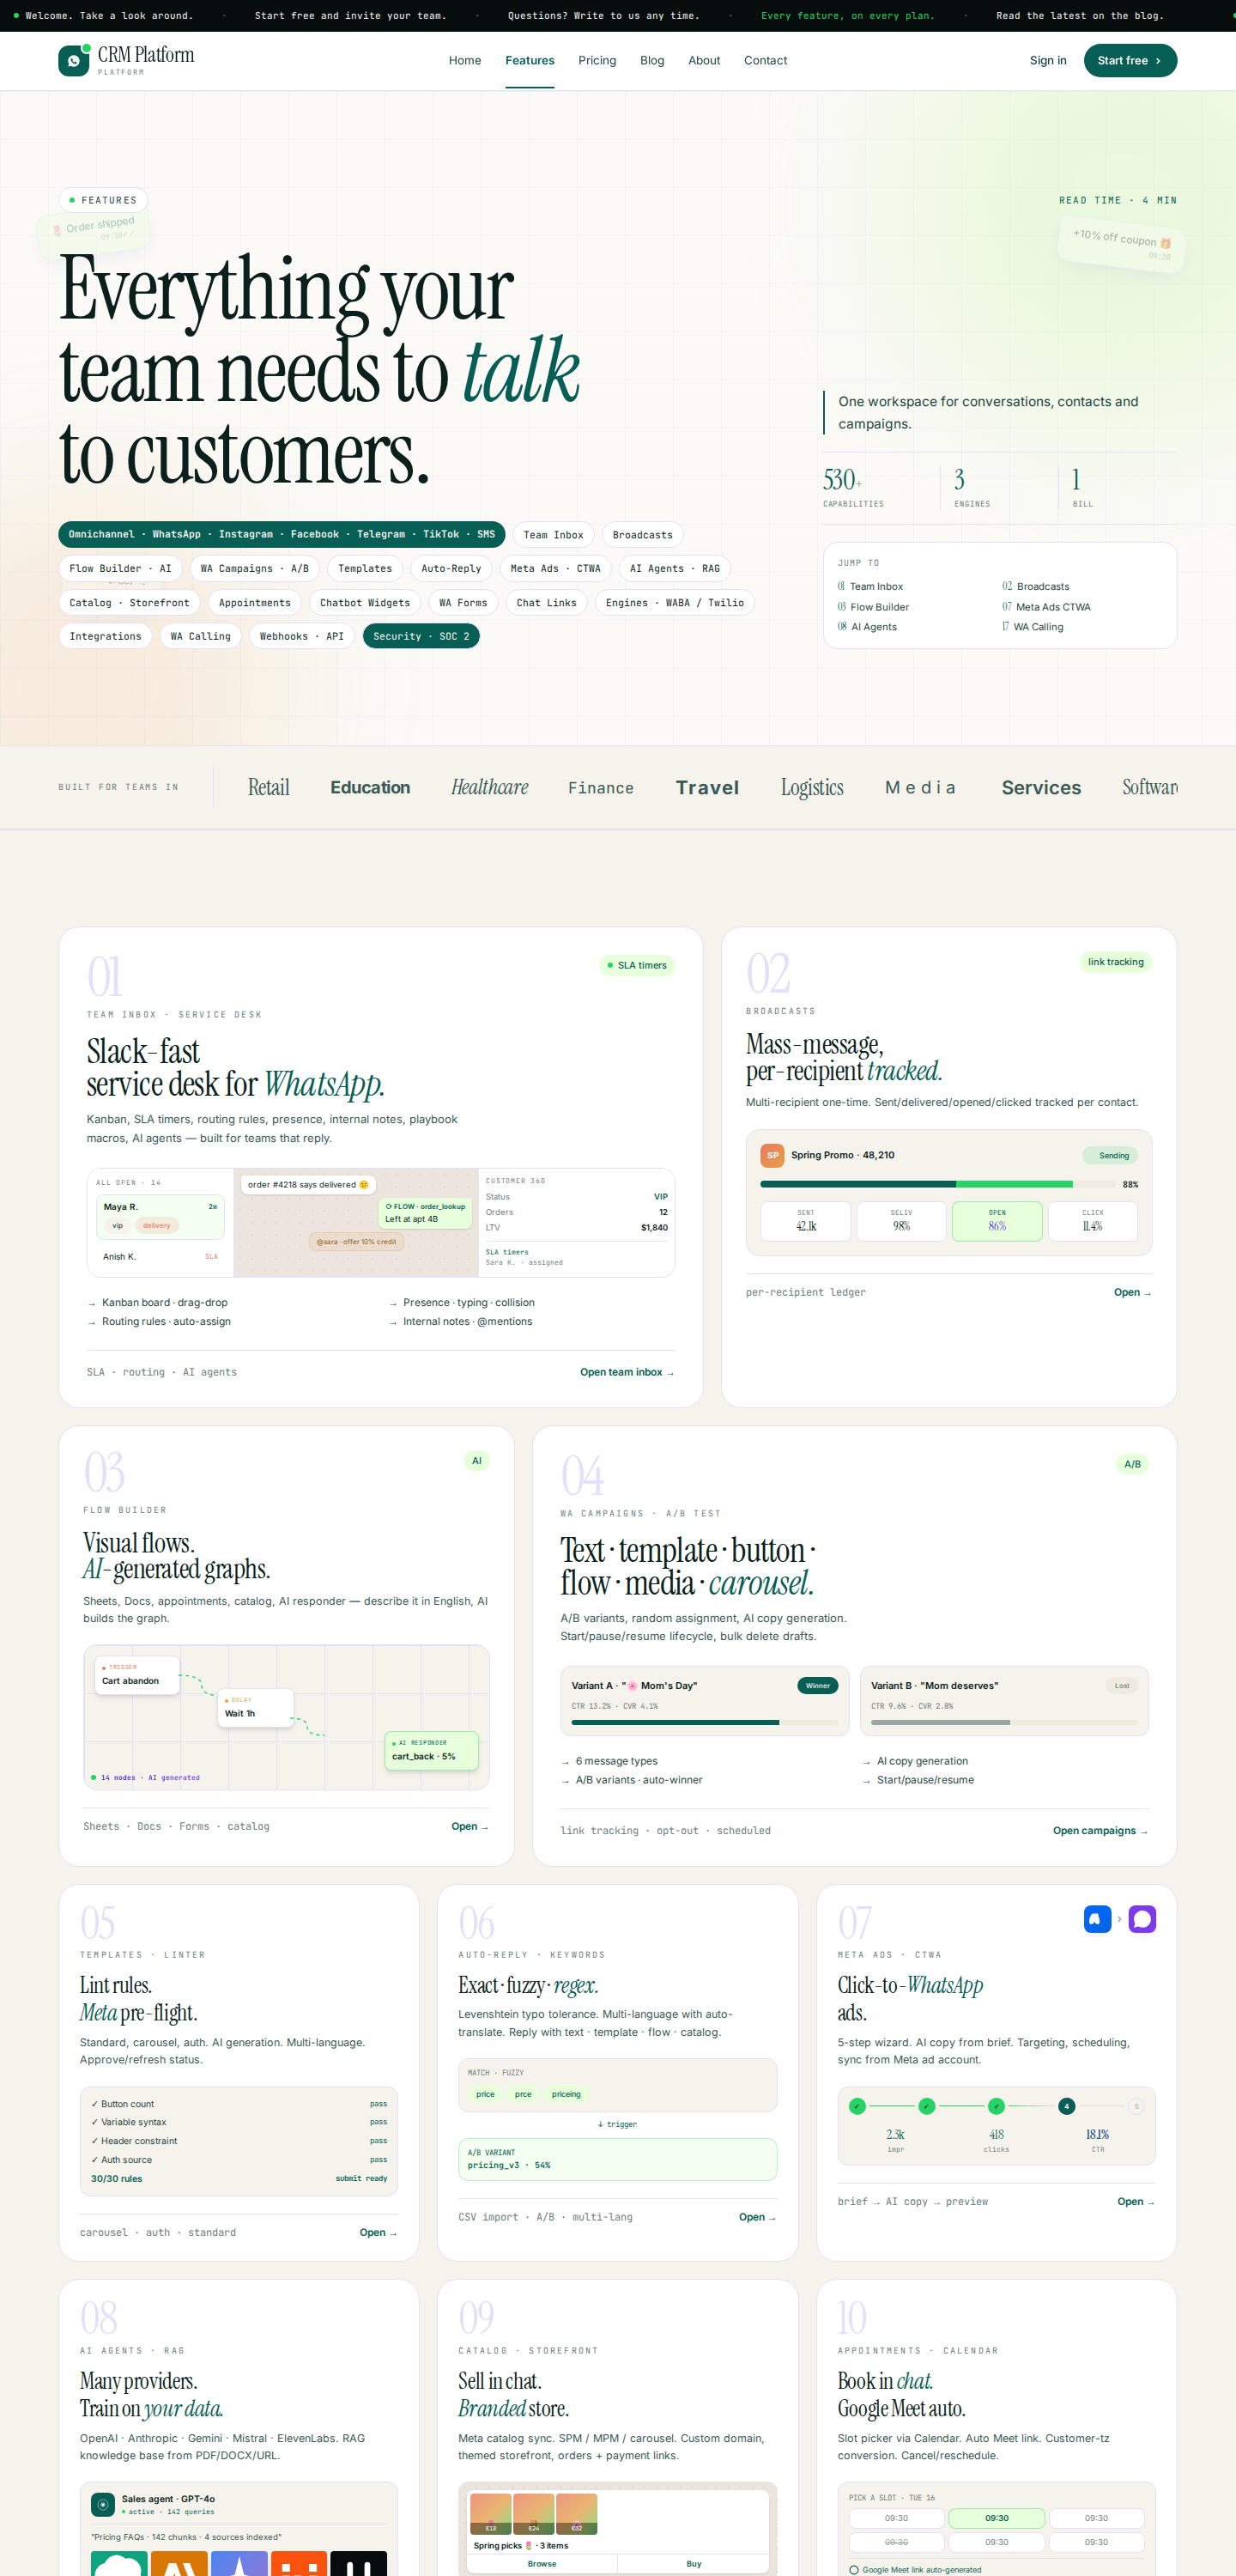 Welcome. Take a look around. · Start free and invite your team. · Questions? Write to us any time. · Every feature, on every plan. · Read the latest on the blog.
CRM Platform
PLATFORM
Home Features Pricing Blog About Contact
Sign in
Start free ›
FEATURES
READ TIME · 4 MIN
🌷 Order shipped
09:30 ✓✓
+10% off coupon 🎁
09:30
Everything your
team needs to talk
to customers.
One workspace for conversations, contacts and
campaigns.
530+ 3 1
CAPABILITIES ENGINES BILL
Omnichannel · WhatsApp · Instagram · Facebook · Telegram · TikTok · SMS Team Inbox Broadcasts
Flow Builder · AI WA Campaigns · A/B Templates Auto-Reply Meta Ads · CTWA AI Agents · RAG
Catalog · Storefront Appointments Chatbot Widgets WA Forms Chat Links Engines · WABA / Twilio
Integrations WA Calling Webhooks · API Security · SOC 2
JUMP TO
01 Team Inbox 02 Broadcasts
03 Flow Builder 07 Meta Ads CTWA
08 AI Agents 17 WA Calling
BUILT FOR TEAMS IN Retail Education Healthcare Finance Travel Logistics Media Services Software
01
SLA timers
TEAM INBOX · SERVICE DESK
Slack-fast
service desk for WhatsApp.
Kanban, SLA timers, routing rules, presence, internal notes, playbook
macros, AI agents — built for teams that reply.
ALL OPEN · 14
Maya R. 2m
vip delivery
Anish K. SLA
order #4218 says delivered 😕
⟳ FLOW · order_lookup
Left at apt 4B
@sara · offer 10% credit
CUSTOMER 360
Status VIP
Orders 12
LTV $1,840
SLA timers
Sara K. · assigned
→ Kanban board · drag-drop → Presence · typing · collision
→ Routing rules · auto-assign → Internal notes · @mentions
SLA · routing · AI agents Open team inbox →
02
link tracking
BROADCASTS
Mass-message,
per-recipient tracked.
Multi-recipient one-time. Sent/delivered/opened/clicked tracked per contact.
SP Spring Promo · 48,210 Sending
88%
SENT DELIV OPEN CLICK
42.1k 98% 86% 11.4%
per-recipient ledger Open →
03
AI
FLOW BUILDER
Visual flows.
AI-generated graphs.
Sheets, Docs, appointments, catalog, AI responder — describe it in English, AI
builds the graph.
TRIGGER
Cart abandon
DELAY
Wait 1h
AI RESPONDER
cart_back · 5%
14 nodes · AI generated
Sheets · Docs · Forms · catalog Open →
04
A/B
WA CAMPAIGNS · A/B TEST
Text · template · button ·
flow · media · carousel.
A/B variants, random assignment, AI copy generation.
Start/pause/resume lifecycle, bulk delete drafts.
Variant A · "🌸 Mom's Day" Winner
CTR 13.2% · CVR 4.1%
Variant B · "Mom deserves" Lost
CTR 9.6% · CVR 2.8%
→ 6 message types → AI copy generation
→ A/B variants · auto-winner → Start/pause/resume
link tracking · opt-out · scheduled Open campaigns →
05
TEMPLATES · LINTER
Lint rules.
Meta pre-flight.
Standard, carousel, auth. AI generation. Multi-language.
Approve/refresh status.
✓ Button count pass
✓ Variable syntax pass
✓ Header constraint pass
✓ Auth source pass
30/30 rules submit ready
carousel · auth · standard Open →
06
AUTO-REPLY · KEYWORDS
Exact · fuzzy · regex.
Levenshtein typo tolerance. Multi-language with auto-
translate. Reply with text · template · flow · catalog.
MATCH · FUZZY
price prce priceing
↓ trigger
A/B VARIANT
pricing_v3 · 54%
CSV import · A/B · multi-lang Open →
07
META ADS · CTWA
Click-to-WhatsApp
ads.
5-step wizard. AI copy from brief. Targeting, scheduling,
sync from Meta ad account.
✓ ✓ ✓ 4 5
2.3k 418 18.1%
impr clicks CTR
brief → AI copy → preview Open →
08
AI AGENTS · RAG
Many providers.
Train on your data.
OpenAI · Anthropic · Gemini · Mistral · ElevenLabs. RAG
knowledge base from PDF/DOCX/URL.
Sales agent · GPT-4o
active · 142 queries
"Pricing FAQs · 142 chunks · 4 sources indexed"
09
CATALOG · STOREFRONT
Sell in chat.
Branded store.
Meta catalog sync. SPM / MPM / carousel. Custom domain,
themed storefront, orders + payment links.
€18 €24 €32
Spring picks 🌷 · 3 items
Browse Buy
10
APPOINTMENTS · CALENDAR
Book in chat.
Google Meet auto.
Slot picker via Calendar. Auto Meet link. Customer-tz
conversion. Cancel/reschedule.
PICK A SLOT · TUE 16
09:30 09:30 09:30
09:30 09:30 09:30
Google Meet link auto-generated